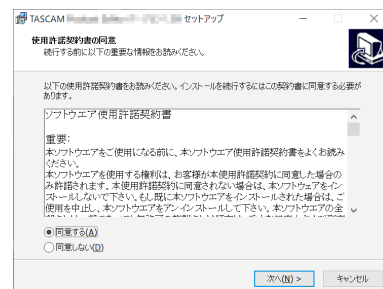 TASCAM セットアップ
使用許諾契約書の同意
続行する前に以下の重要な情報をお読みください。
以下の使用許諾契約書をお読みください。インストールを続行するにはこの契約書に同意する必要が
あります。
ソフトウエア使用許諾契約書
重要:
本ソフトウエアをご使用になる前に、本ソフトウエア使用許諾契約書をよくお読み
ください。
本ソフトウエアを使用する権利は、お客様が本使用許諾契約に同意した場合の
み許諾されます。本使用許諾契約に同意されない場合は、本ソフトウェアをイン
ストールしないで下さい。もし既に本ソフトウエアをインストールされた場合は、ご
使用を中止し、本ソフトウエアをアンインストールして下さい。本ソフトウエアの全
同意する(A)
同意しない(D)
次へ(N) >
キャンセル